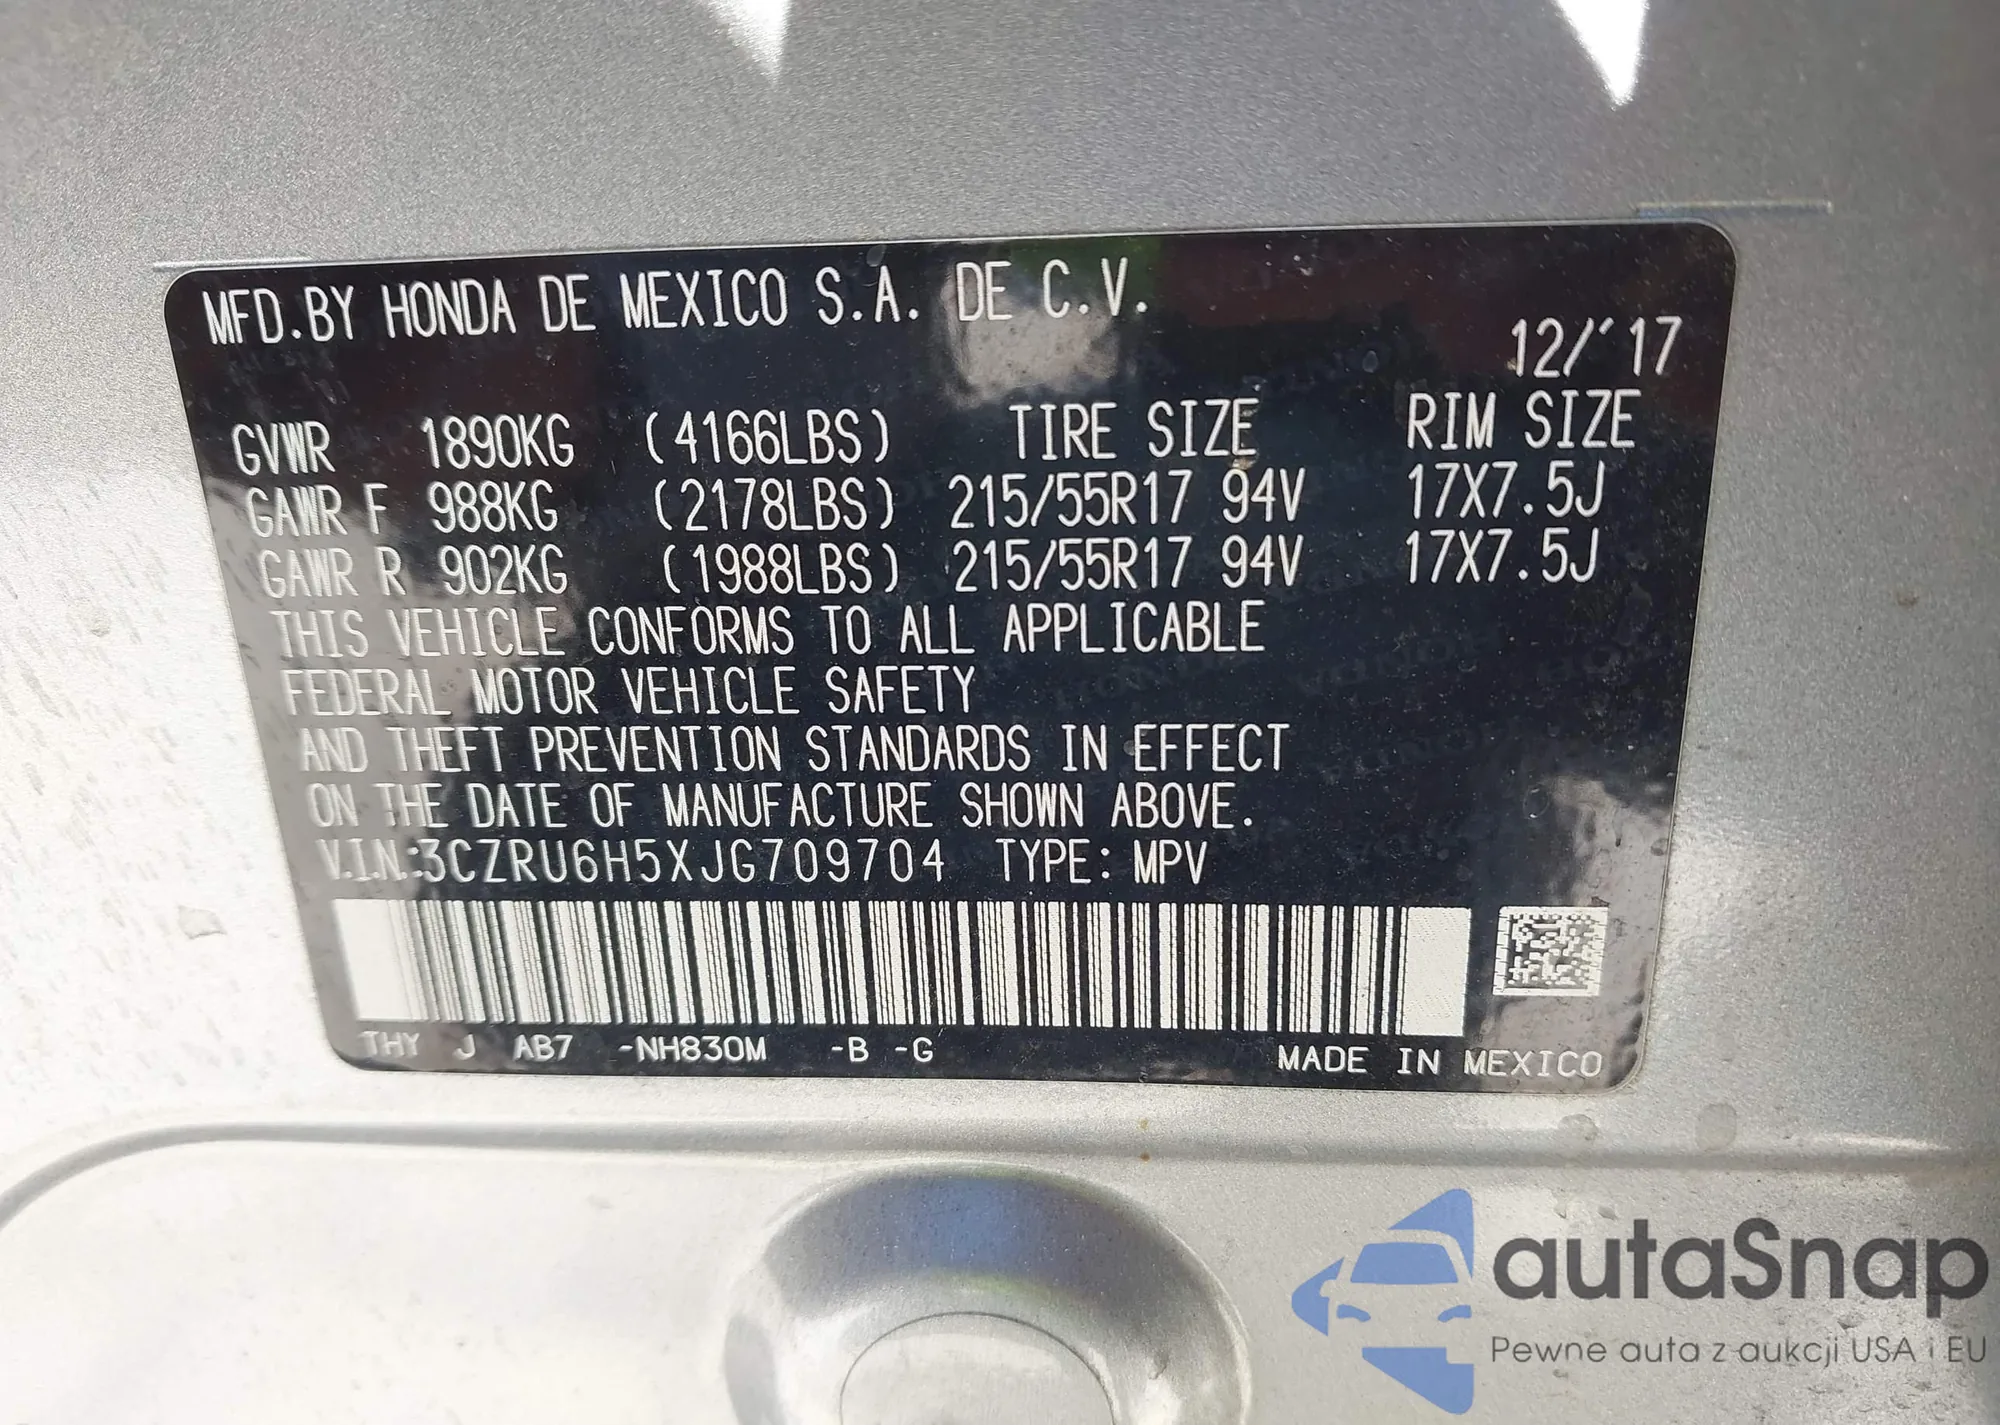 MFD.BY HONDA DE MEXICO S.A. DE C.V.
12/'17
GVWR 1890KG (4166LBS) TIRE SIZE RIM SIZE
GAWR F 988KG (2178LBS) 215/55R17 94V 17X7.5J
GAWR R 902KG (1988LBS) 215/55R17 94V 17X7.5J
THIS VEHICLE CONFORMS TO ALL APPLICABLE
FEDERAL MOTOR VEHICLE SAFETY
AND THEFT PREVENTION STANDARDS IN EFFECT
ON THE DATE OF MANUFACTURE SHOWN ABOVE.
V.I.N.:3CZRU6H5XJG709704 TYPE: MPV
THY J AB7 -NH830M -B -G
MADE IN MEXICO
autaSnap
Pewne auta z aukcji USA i EU